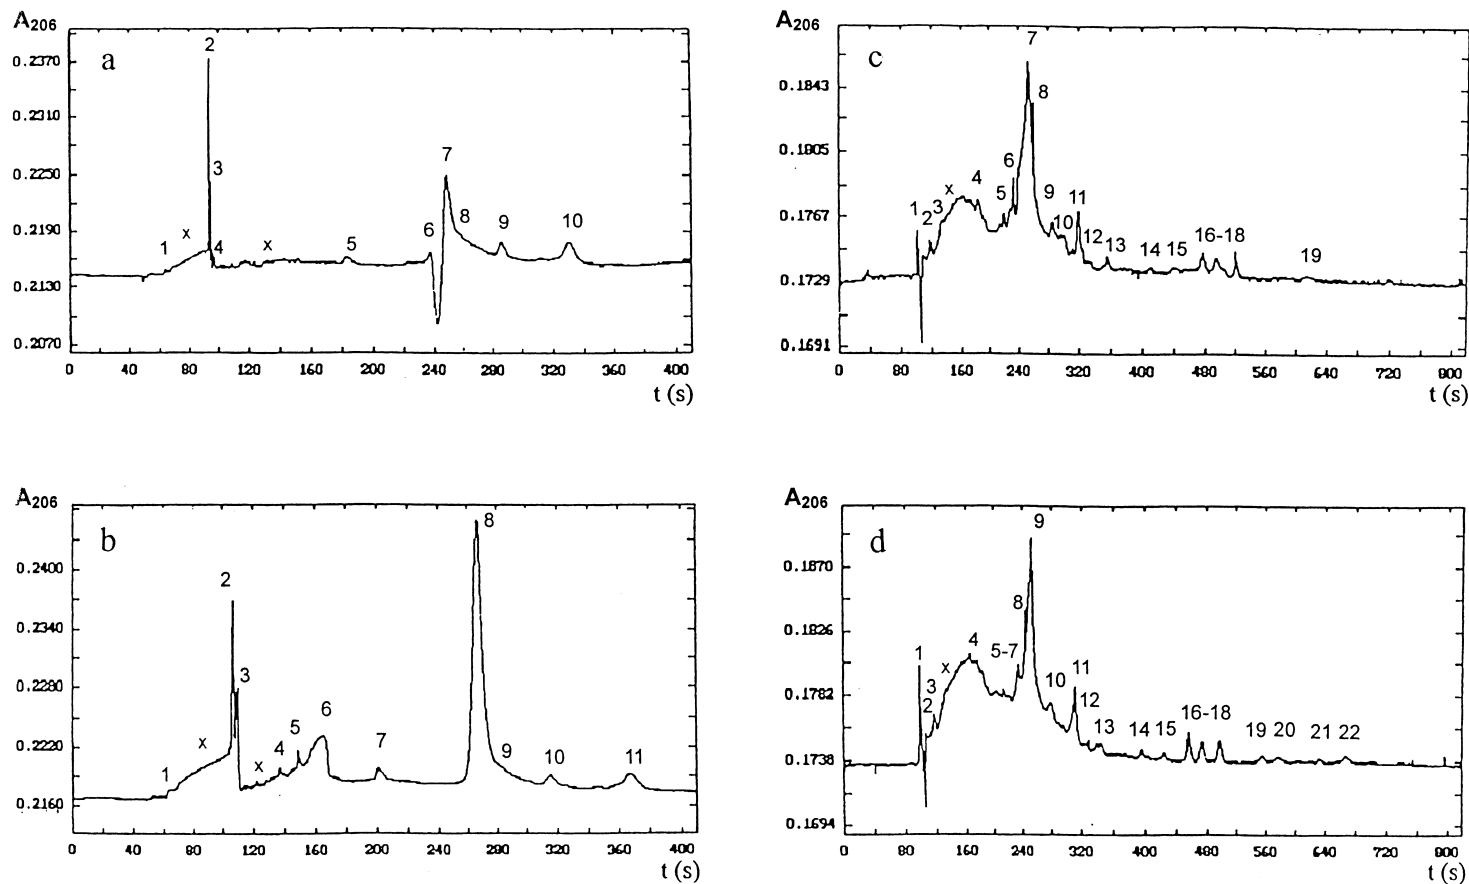 A206
a
0.2370
0.2310
0.2250
0.2190
0.2130
0.2070
1 x 2 3 4 x 5 6 7 8 9 10
0 40 80 120 160 200 240 280 320 360 400
t (s)
A206
c
0.1843
0.1805
0.1767
0.1729
0.1691
1 2 3 x 4 5 6 7 8 9 10 11 12 13 14 15 16-18 19
0 80 160 240 320 400 480 560 640 720 800
t (s)
A206
b
0.2400
0.2340
0.2280
0.2220
0.2160
1 x 2 3 x 4 5 6 7 8 9 10 11
0 40 80 120 160 200 240 280 320 360 400
t (s)
A206
d
0.1870
0.1826
0.1782
0.1738
0.1694
1 2 3 x 4 5-7 8 9 10 11 12 13 14 15 16-18 19 20 21 22
0 80 160 240 320 400 480 560 640 720 800
t (s)